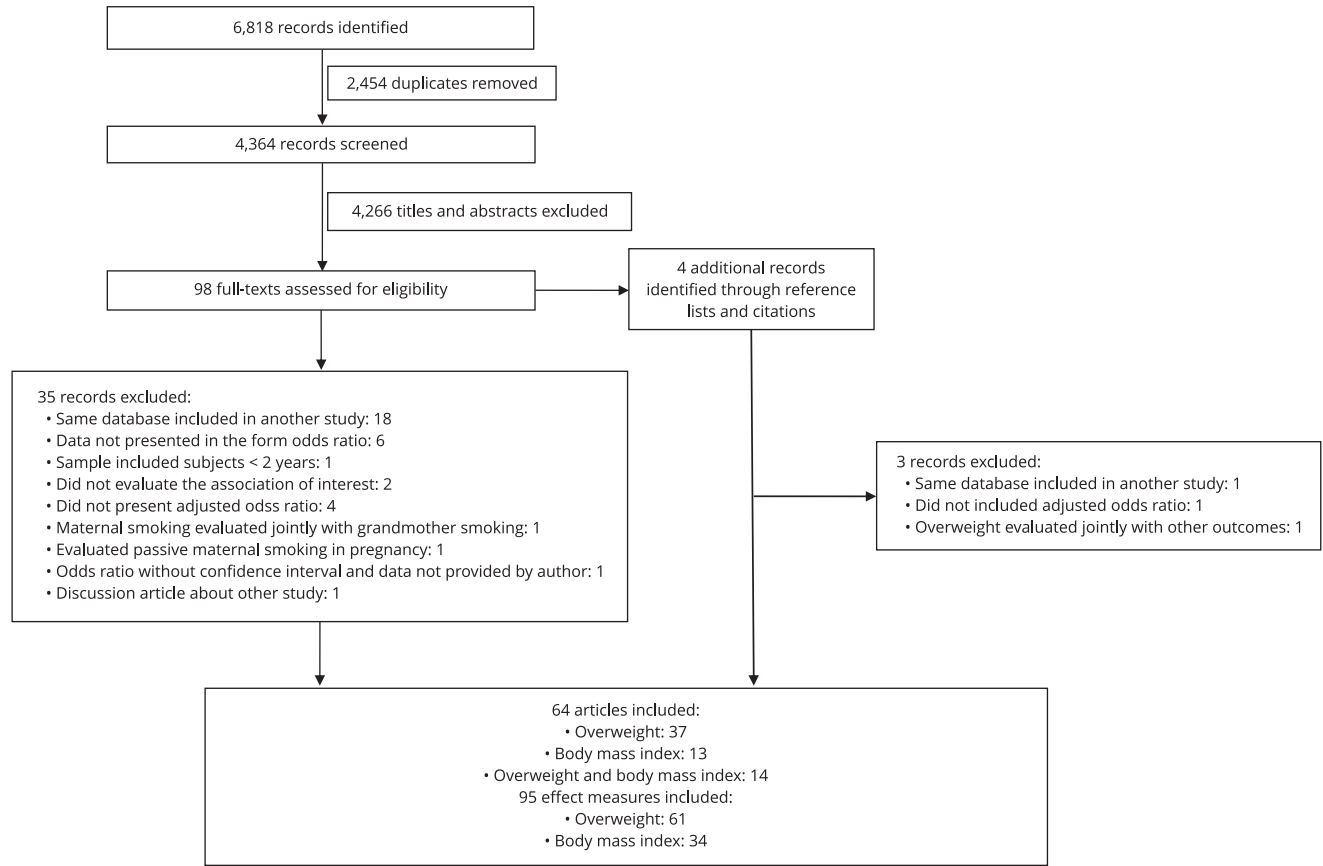 6,818 records identified
2,454 duplicates removed
4,364 records screened
4,266 titles and abstracts excluded
98 full-texts assessed for eligibility
4 additional records
identified through reference
lists and citations
35 records excluded:
• Same database included in another study: 18
• Data not presented in the form odds ratio: 6
• Sample included subjects < 2 years: 1
• Did not evaluate the association of interest: 2
• Did not present adjusted odss ratio: 4
• Maternal smoking evaluated jointly with grandmother smoking: 1
• Evaluated passive maternal smoking in pregnancy: 1
• Odds ratio without confidence interval and data not provided by author: 1
• Discussion article about other study: 1
3 records excluded:
• Same database included in another study: 1
• Did not included adjusted odds ratio: 1
• Overweight evaluated jointly with other outcomes: 1
64 articles included:
• Overweight: 37
• Body mass index: 13
• Overweight and body mass index: 14
95 effect measures included:
• Overweight: 61
• Body mass index: 34